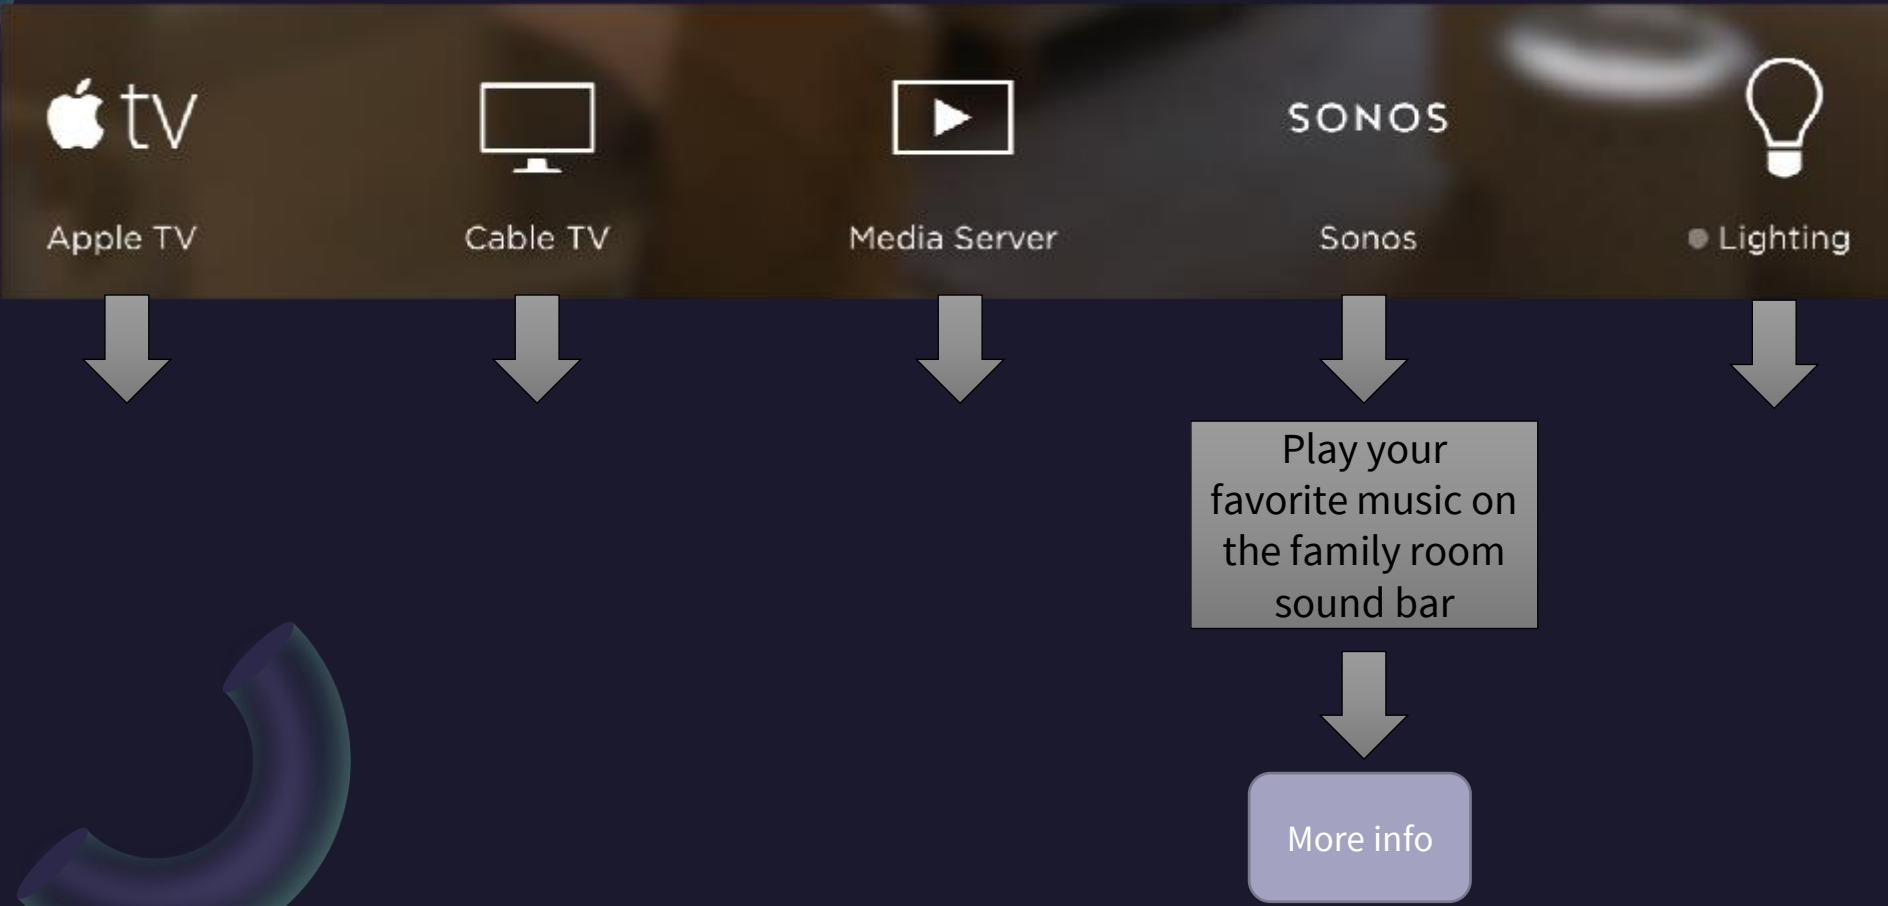 tv
SONOS
Apple TV
Cable TV
Media Server
Sonos
Lighting
Play your
favorite music on
the family room
sound bar
More info